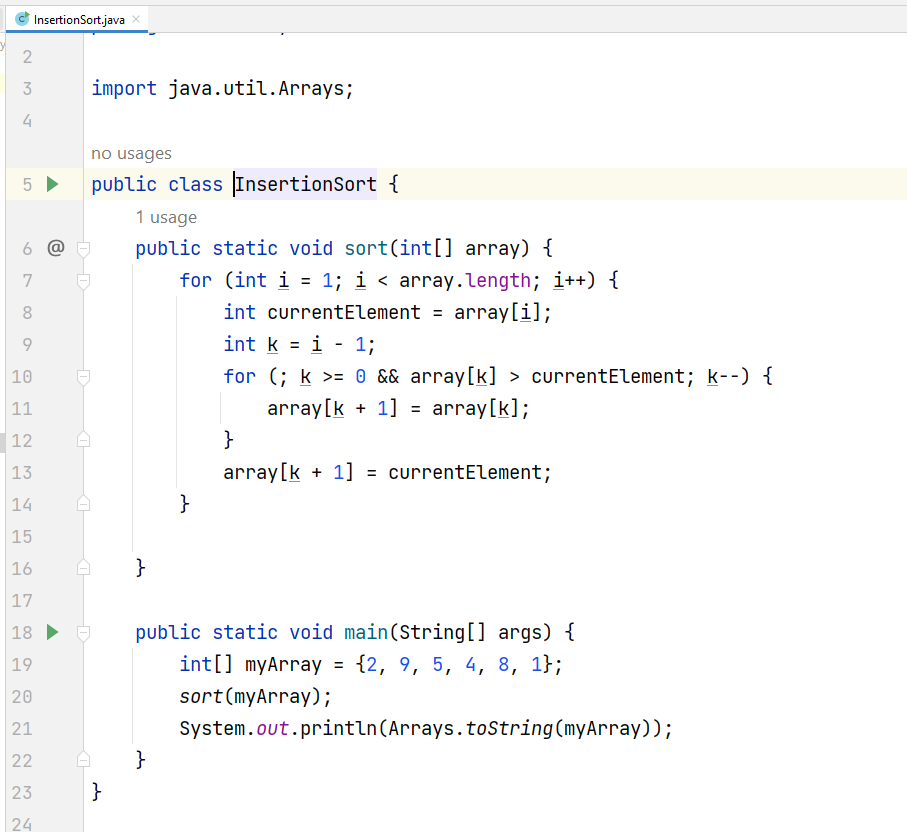 InsertionSort.java
2
3 import java.util.Arrays;
4
no usages
5 public class InsertionSort {
1 usage
6 @ public static void sort(int[] array) {
7 for (int i = 1; i < array.length; i++) {
8 int currentElement = array[i];
9 int k = i - 1;
10 for (; k >= 0 && array[k] > currentElement; k--) {
11 array[k + 1] = array[k];
12 }
13 array[k + 1] = currentElement;
14 }
15
16 }
17
18 public static void main(String[] args) {
19 int[] myArray = {2, 9, 5, 4, 8, 1};
20 sort(myArray);
21 System.out.println(Arrays.toString(myArray));
22 }
23 }
24